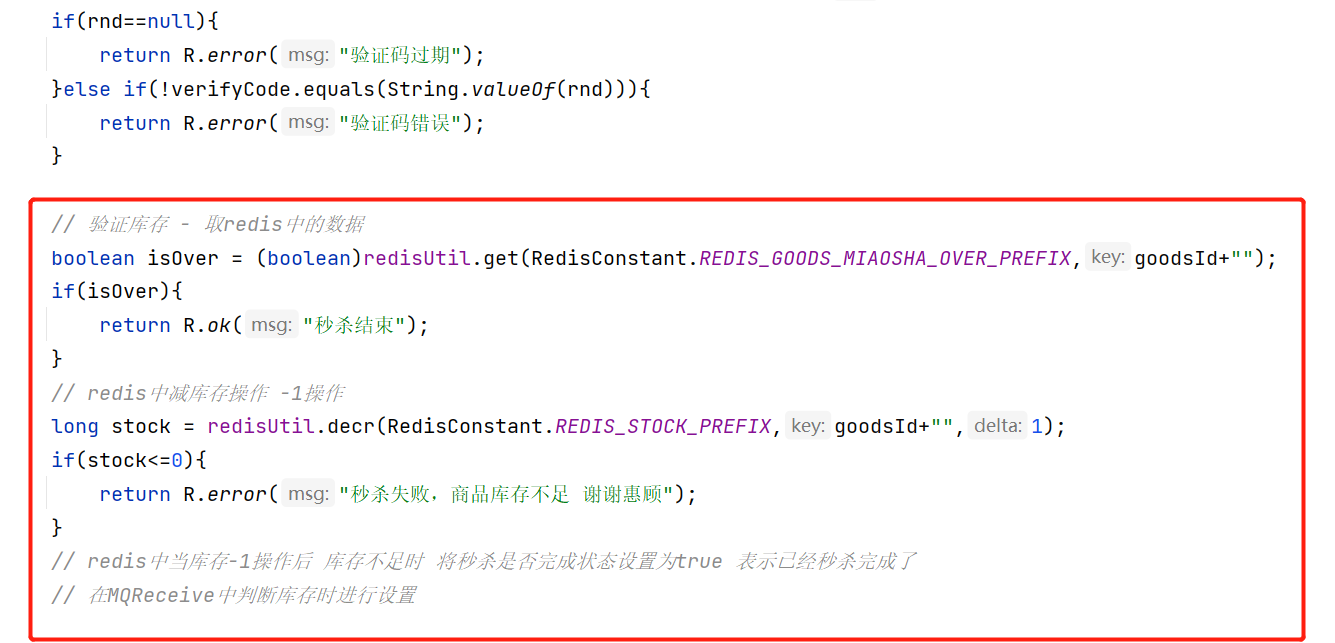 if(rnd==null){
return R.error( msg: "验证码过期");
}else if(!verifyCode.equals(String.valueOf(rnd))){
return R.error( msg: "验证码错误");
}
// 验证库存 - 取redis中的数据
boolean isOver = (boolean)redisUtil.get(RedisConstant.REDIS_GOODS_MIAOSHA_OVER_PREFIX, key: goodsId+"");
if(isOver){
return R.ok( msg: "秒杀结束");
}
// redis中减库存操作 -1操作
long stock = redisUtil.decr(RedisConstant.REDIS_STOCK_PREFIX, key: goodsId+"", delta: 1);
if(stock<=0){
return R.error( msg: "秒杀失败，商品库存不足 谢谢惠顾");
}
// redis中当库存-1操作后 库存不足时 将秒杀是否完成状态设置为true 表示已经秒杀完成了
// 在MQReceive中判断库存时进行设置